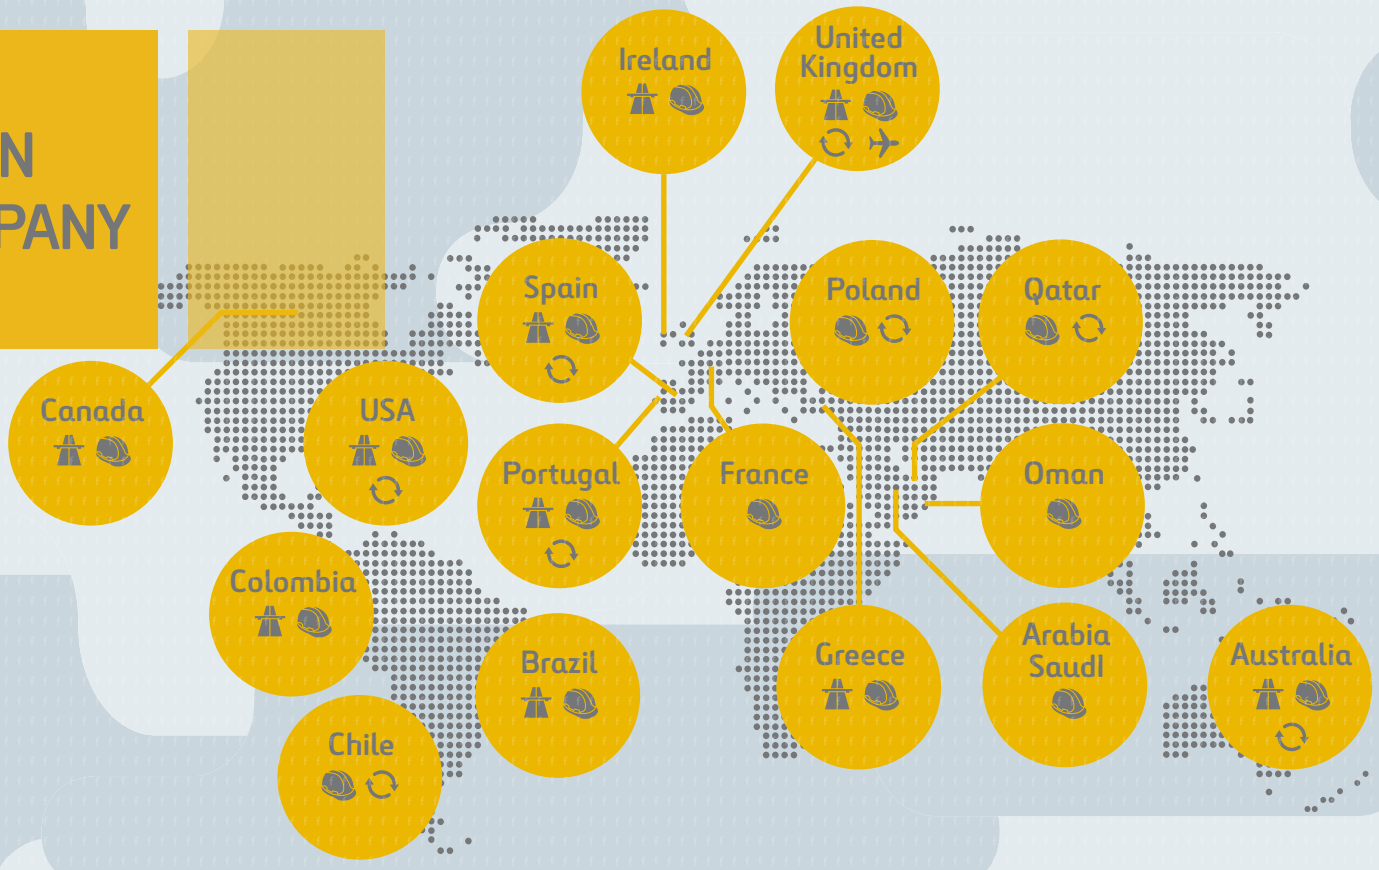 N
PANY
Ireland
United
Kingdom
Spain
Poland
Qatar
Canada
USA
Portugal
France
Oman
Colombia
Brazil
Greece
Arabia
SaudI
Australia
Chile